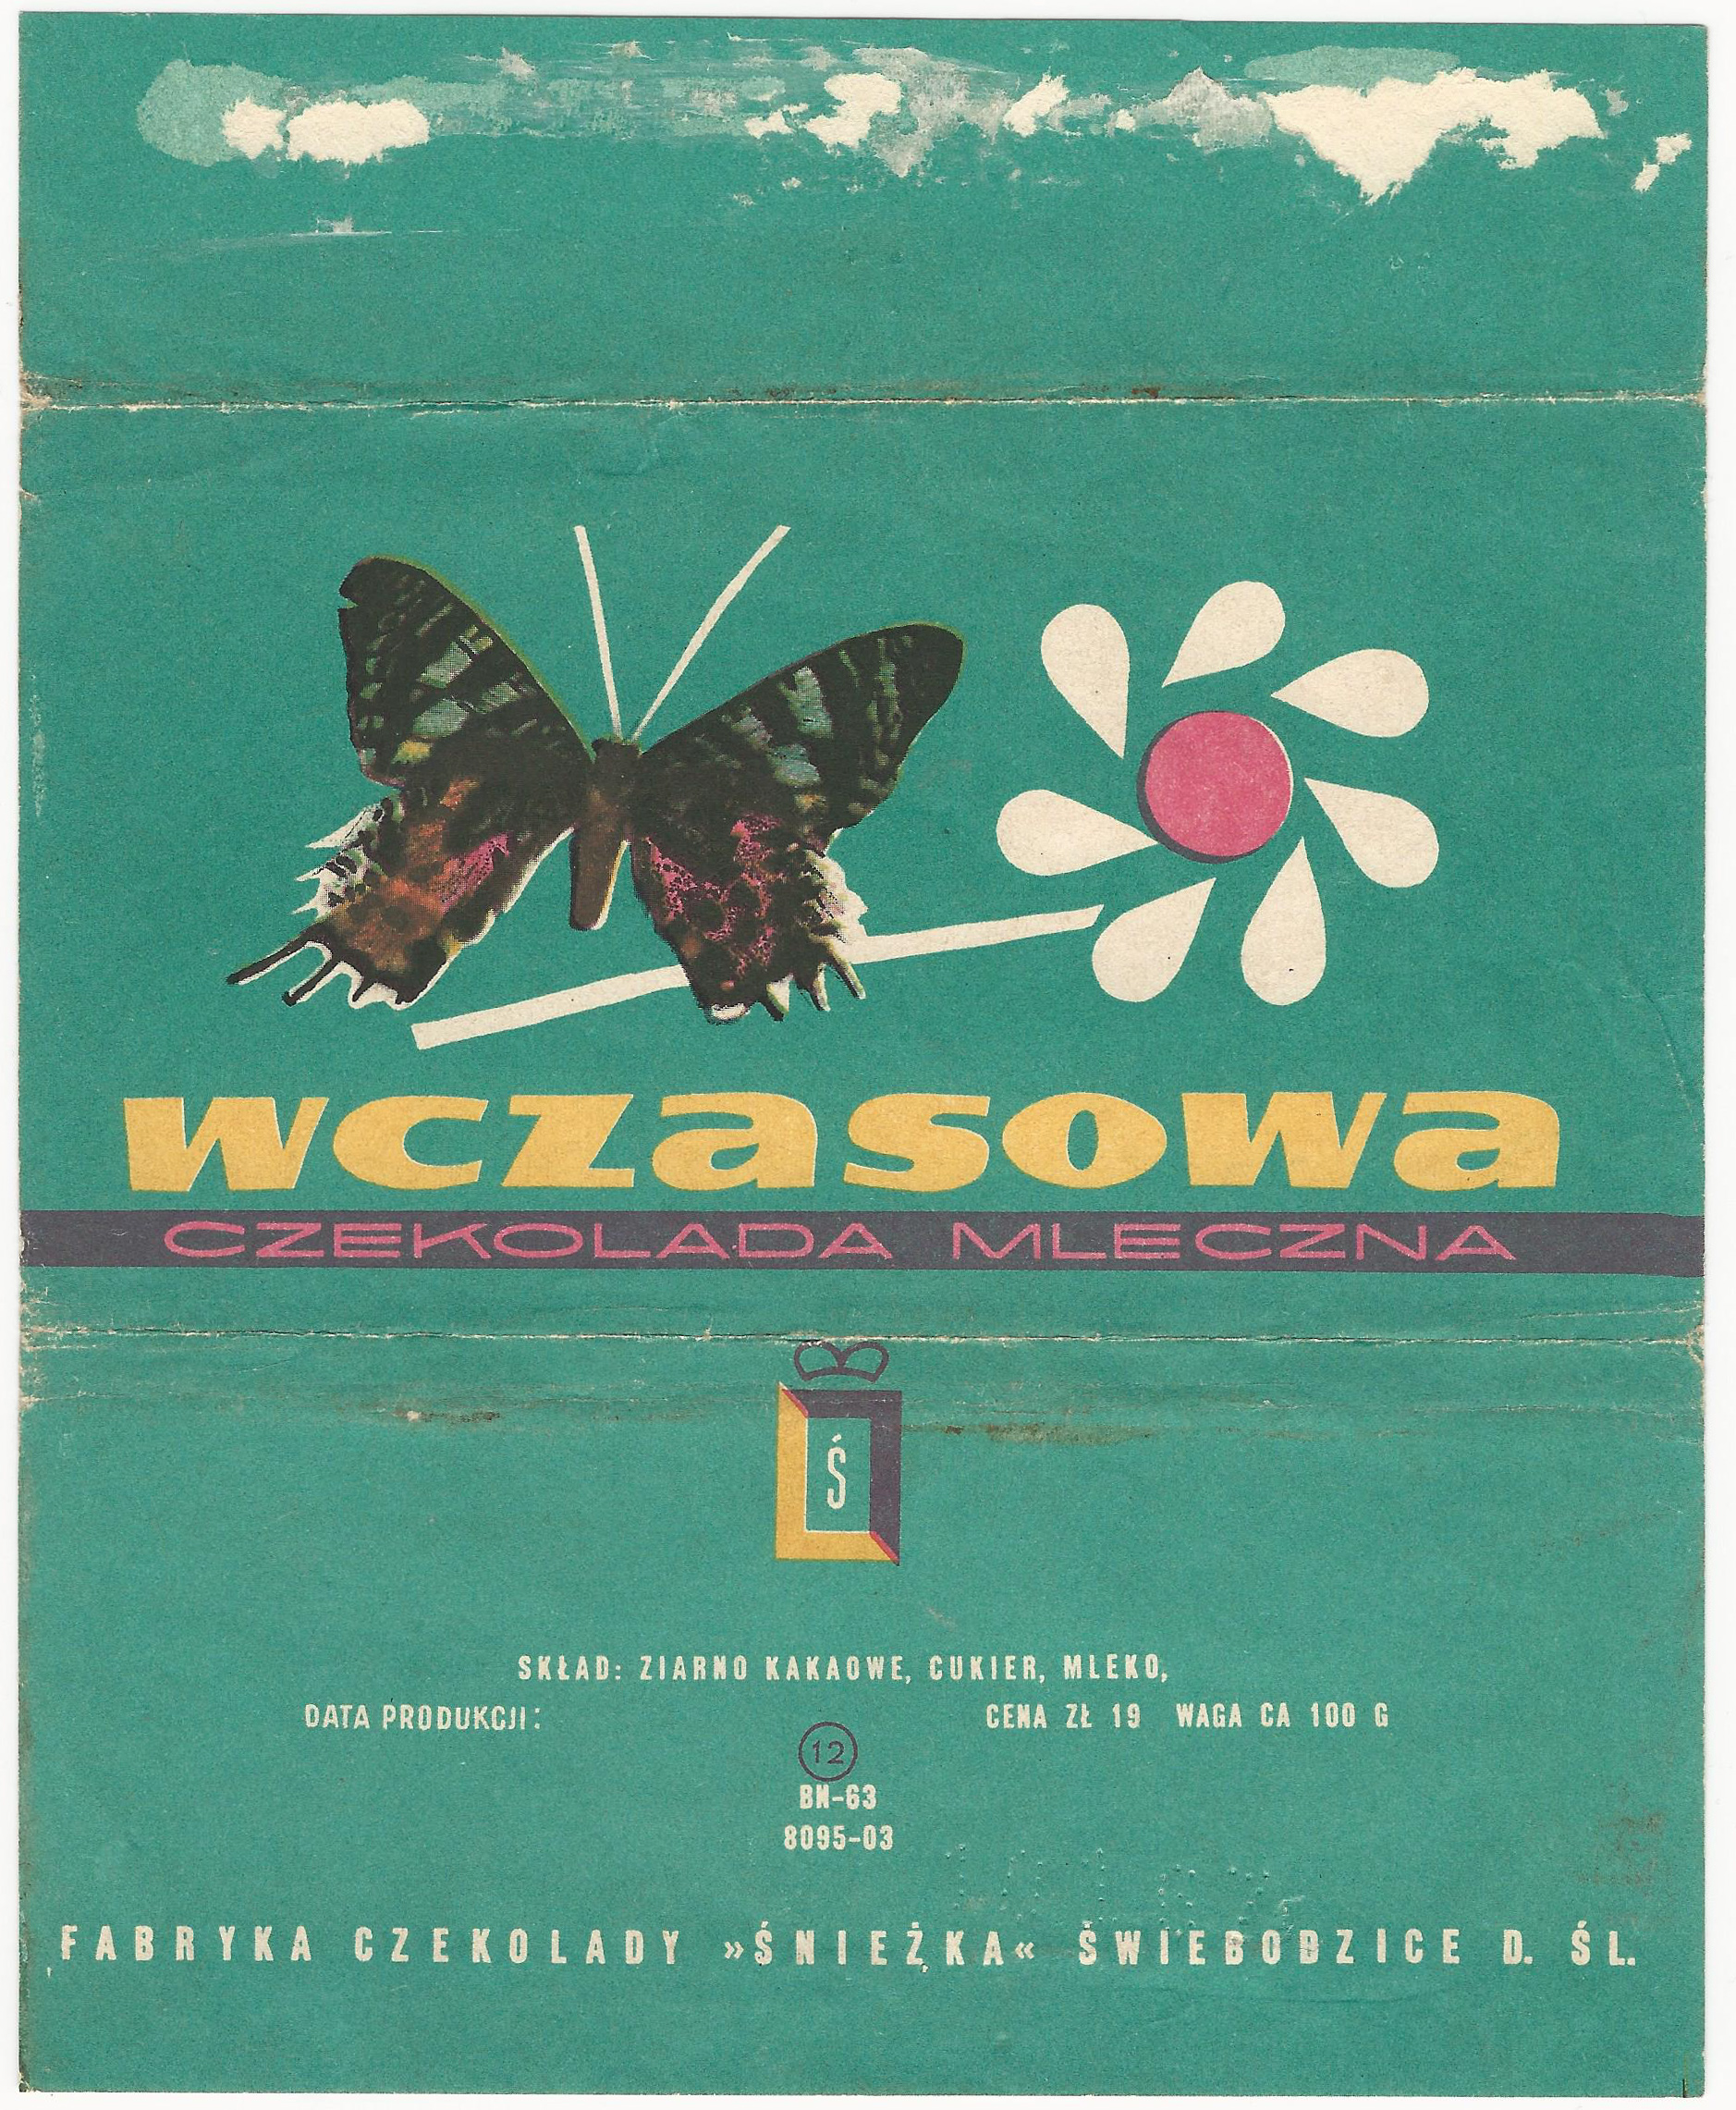 wczasowa
CZEKOLADA MLECZNA
Ś
SKŁAD: ZIARNO KAKAOWE, CUKIER, MLEKO,
DATA PRODUKCJI: CENA ZŁ 19 WAGA CA 100 G
12
BN-63
8095-03
FABRYKA CZEKOLADY »ŚNIEŻKA« ŚWIEBODZICE D. ŚL.